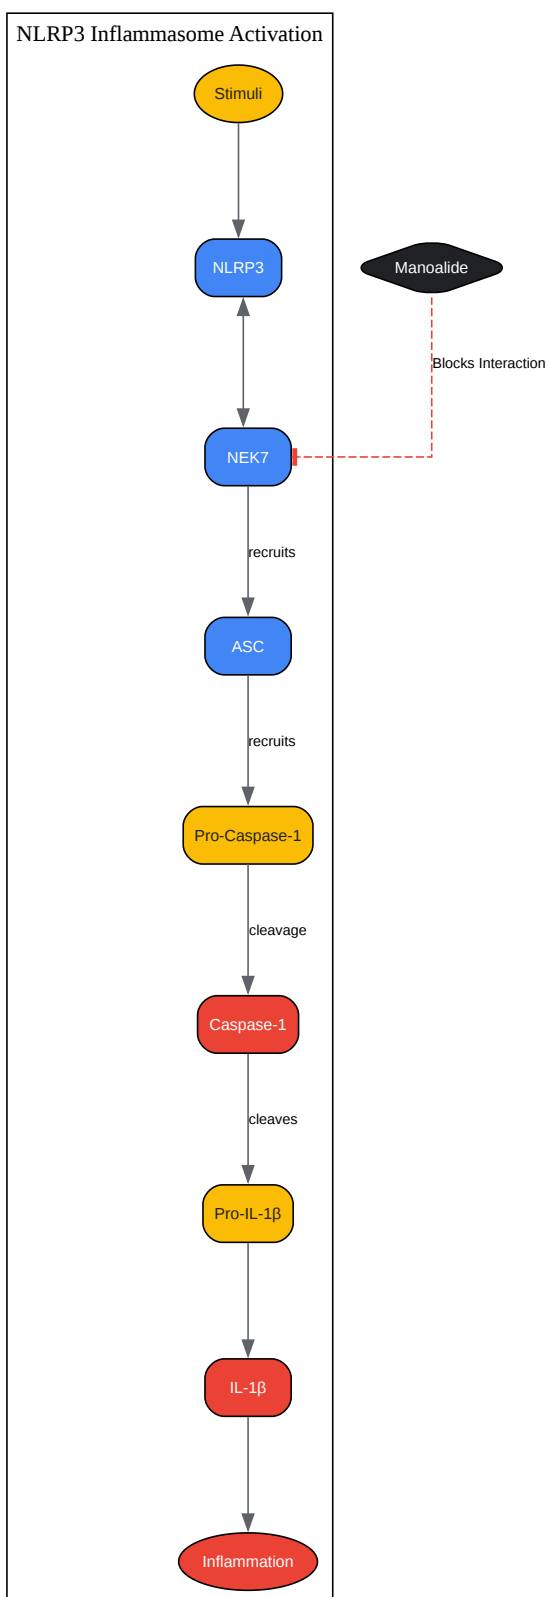 NLRP3 Inflammasome Activation
Stimuli
NLRP3
Manoalide
Blocks Interaction
NEK7
recruits
ASC
recruits
Pro-Caspase-1
cleavage
Caspase-1
cleaves
Pro-IL-1β
IL-1β
Inflammation